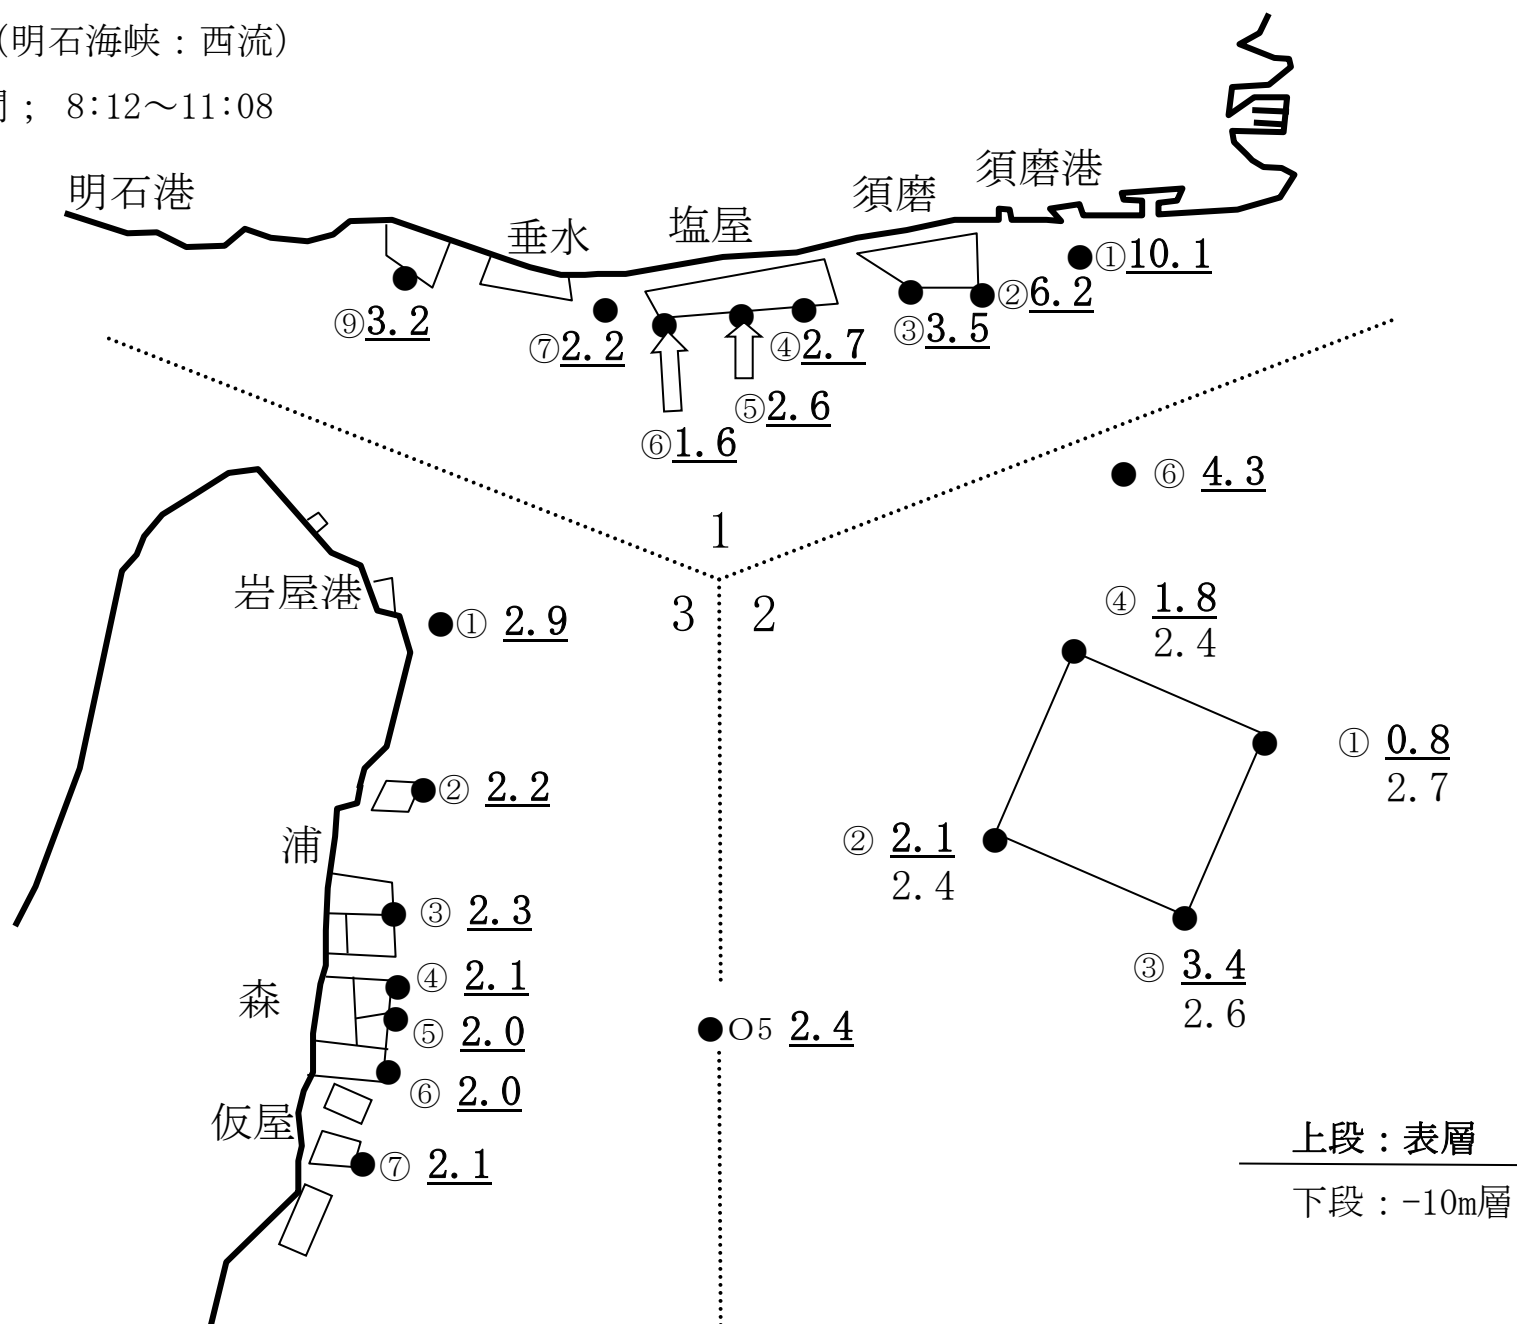 (明石海峡：西流)
； 8:12～11:08
明石港
垂水
塩屋
須磨
須磨港
①10.1
②6.2
③3.5
④2.7
⑤2.6
⑥1.6
⑦2.2
⑨3.2
1
3
2
⑥ 4.3
④ 1.8
2.4
① 0.8
2.7
② 2.1
2.4
③ 3.4
2.6
○5 2.4
岩屋港
① 2.9
② 2.2
浦
③ 2.3
④ 2.1
森
⑤ 2.0
⑥ 2.0
仮屋
⑦ 2.1
上段：表層
下段：-10m層